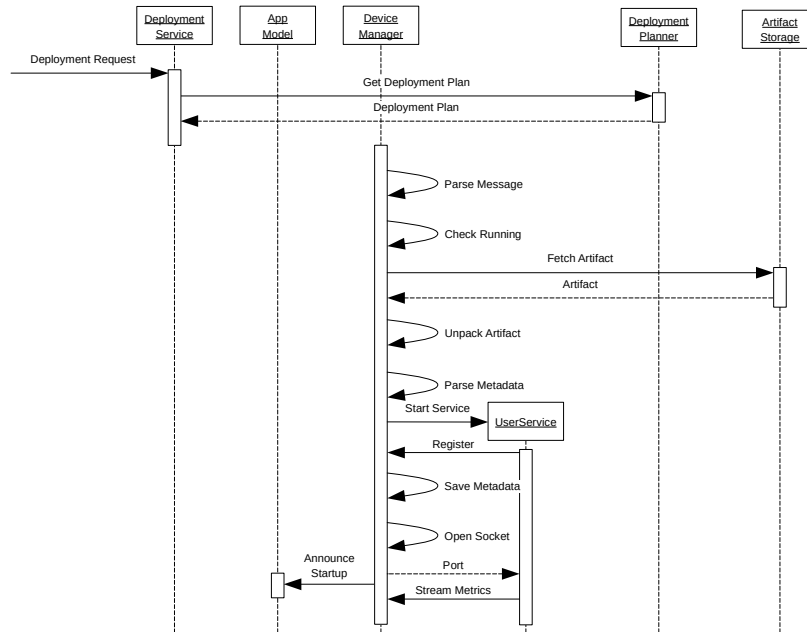 Deployment
Service
App
Model
Device
Manager
Deployment
Planner
Artifact
Storage
Deployment Request
Get Deployment Plan
Deployment Plan
Parse Message
Check Running
Fetch Artifact
Artifact
Unpack Artifact
Parse Metadata
Start Service
UserService
Register
Save Metadata
Open Socket
Announce
Startup
Port
Stream Metrics